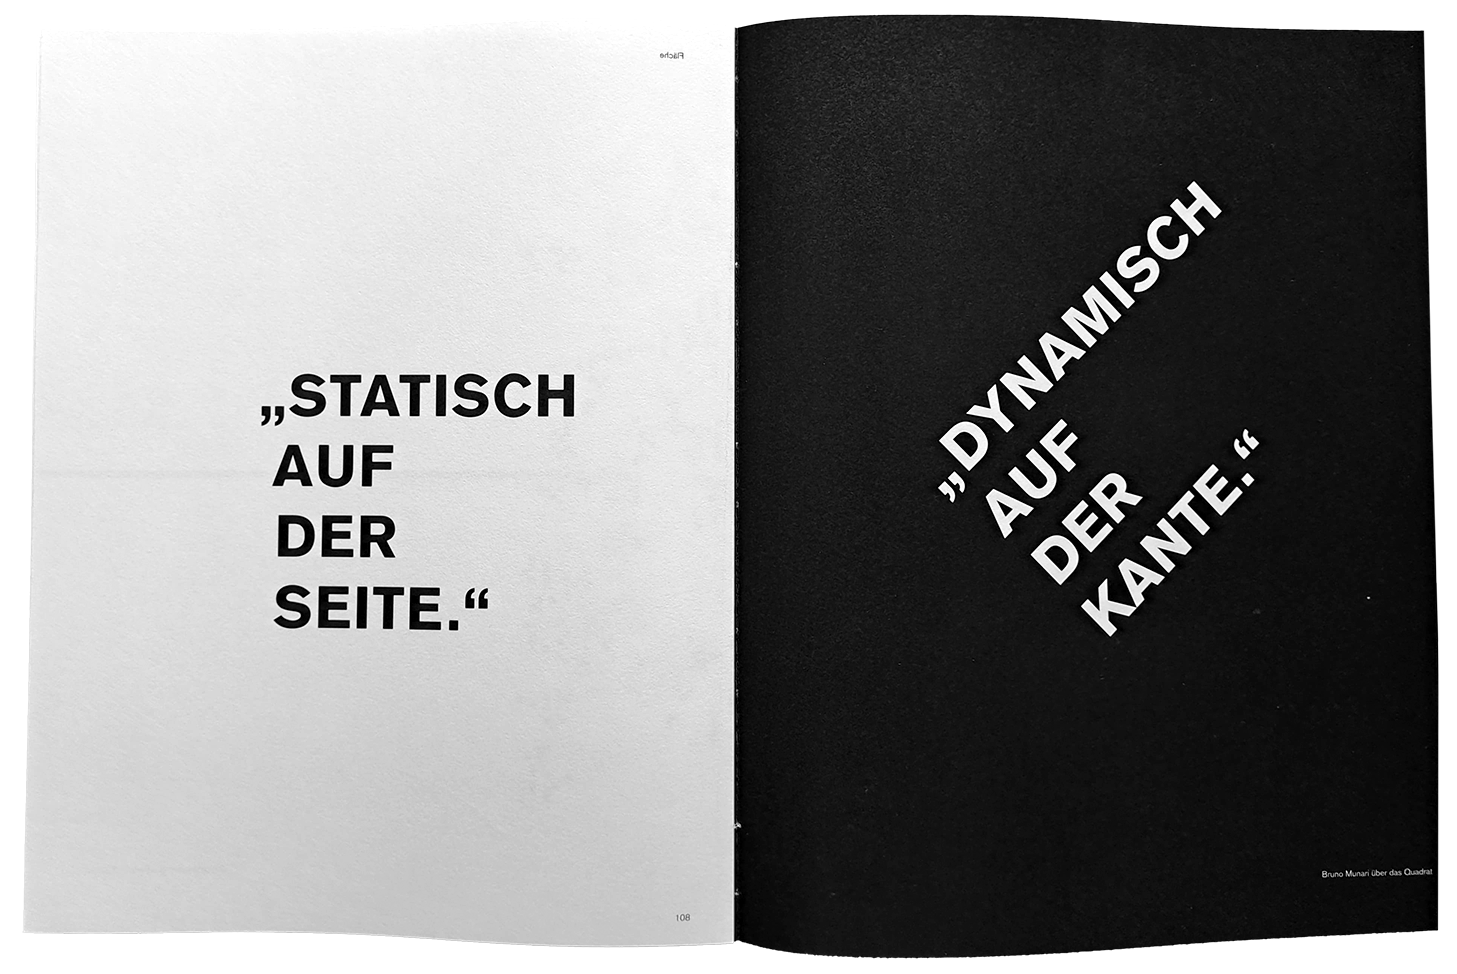 Fläche
„STATISCH
AUF
DER
SEITE.“
108
„DYNAMISCH
AUF
DER
KANTE.“
Bruno Munari über das Quadrat